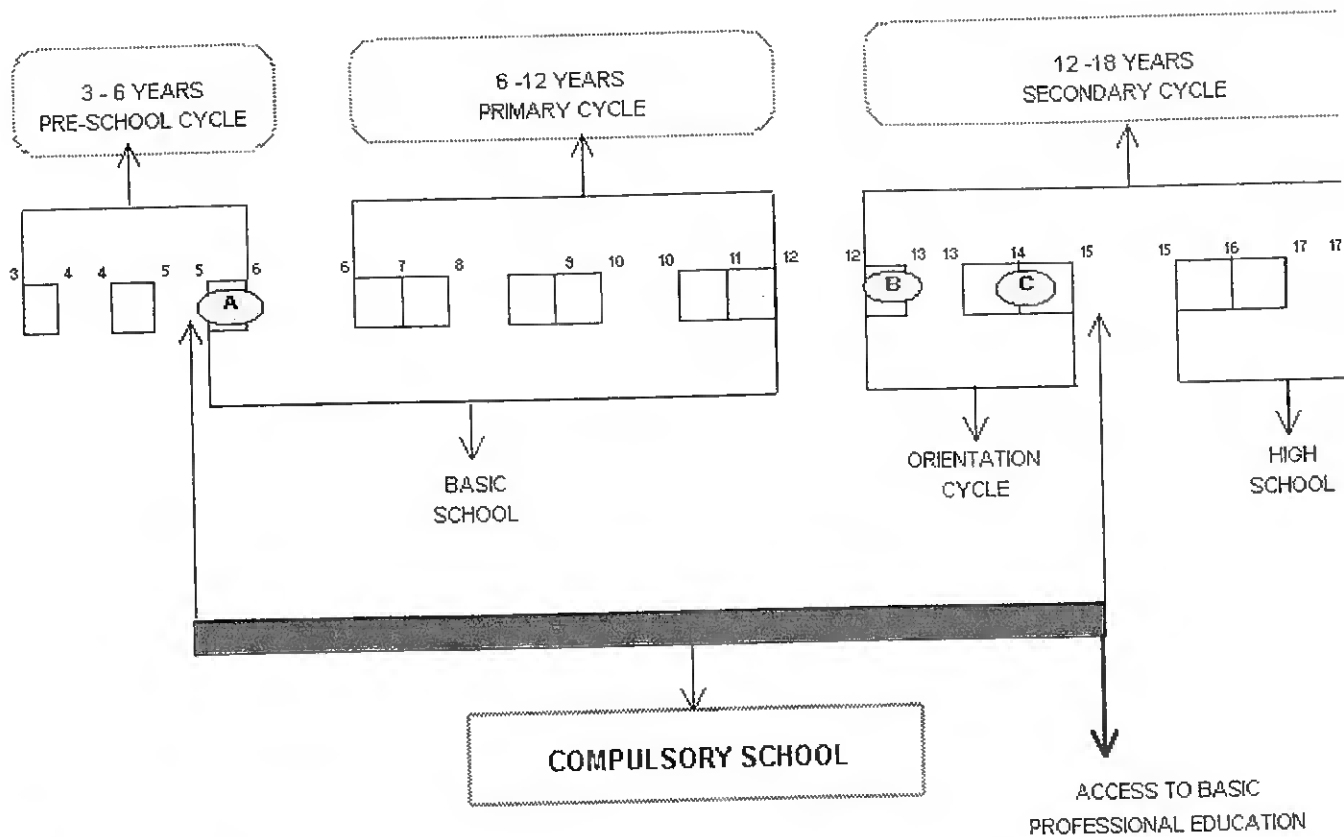 3 - 6 YEARS
PRE-SCHOOL CYCLE
6 -12 YEARS
PRIMARY CYCLE
12 -18 YEARS
SECONDARY CYCLE
3 4 4 5 5 6 6 7 8 9 10 10 11 12 12 13 13 14 15 15 16 17 17
A
B
C
BASIC
SCHOOL
ORIENTATION
CYCLE
HIGH
SCHOOL
COMPULSORY SCHOOL
ACCESS TO BASIC
PROFESSIONAL EDUCATION